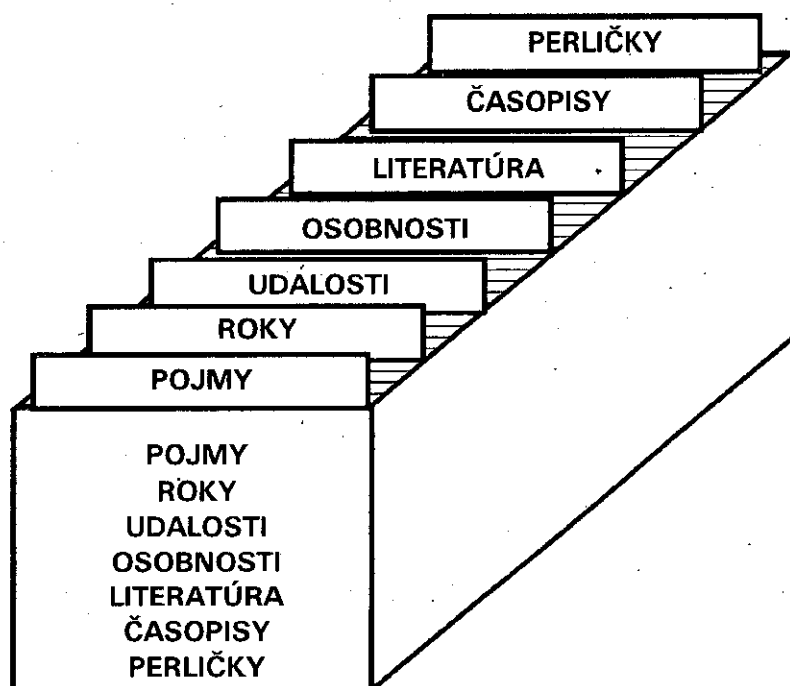 PERLIČKY
ČASOPISY
LITERATÚRA
OSOBNOSTI
UDALOSTI
ROKY
POJMY
POJMY
ROKY
UDALOSTI
OSOBNOSTI
LITERATÚRA
ČASOPISY
PERLIČKY